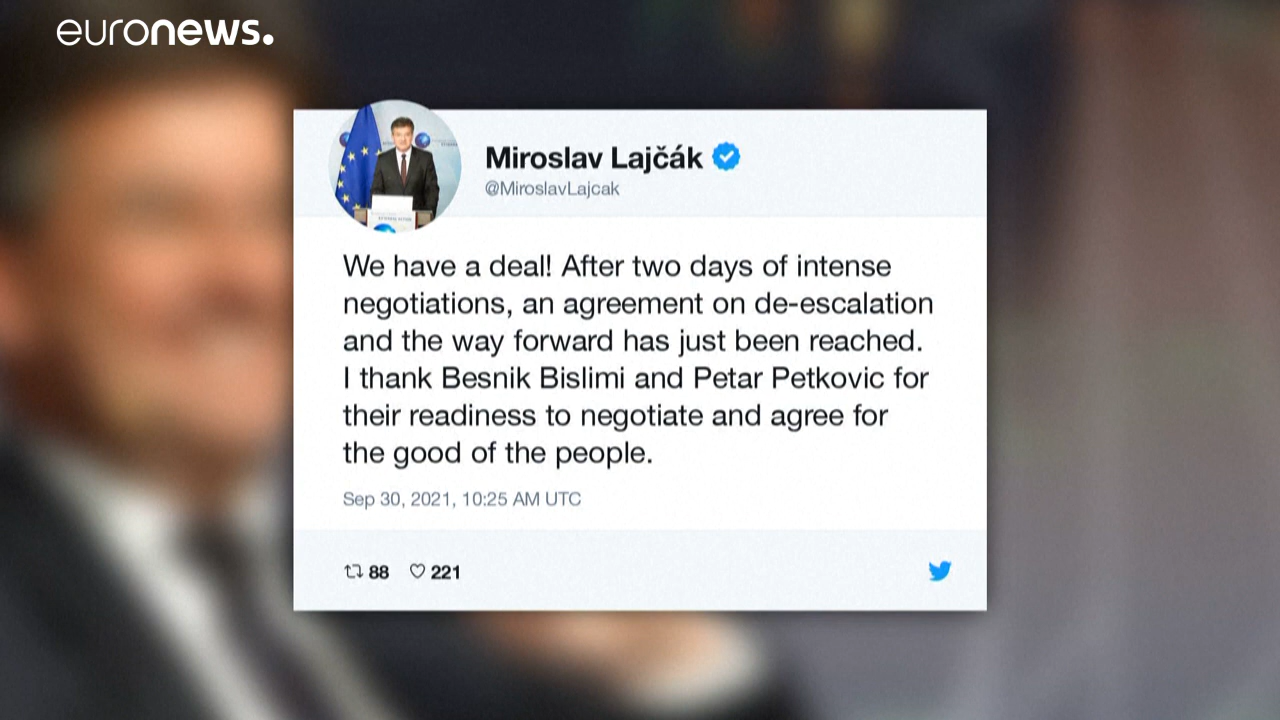 euronews.
Miroslav Lajčák
@MiroslavLajcak
We have a deal! After two days of intense
negotiations, an agreement on de-escalation
and the way forward has just been reached.
I thank Besnik Bislimi and Petar Petkovic for
their readiness to negotiate and agree for
the good of the people.
Sep 30, 2021, 10:25 AM UTC
88 221